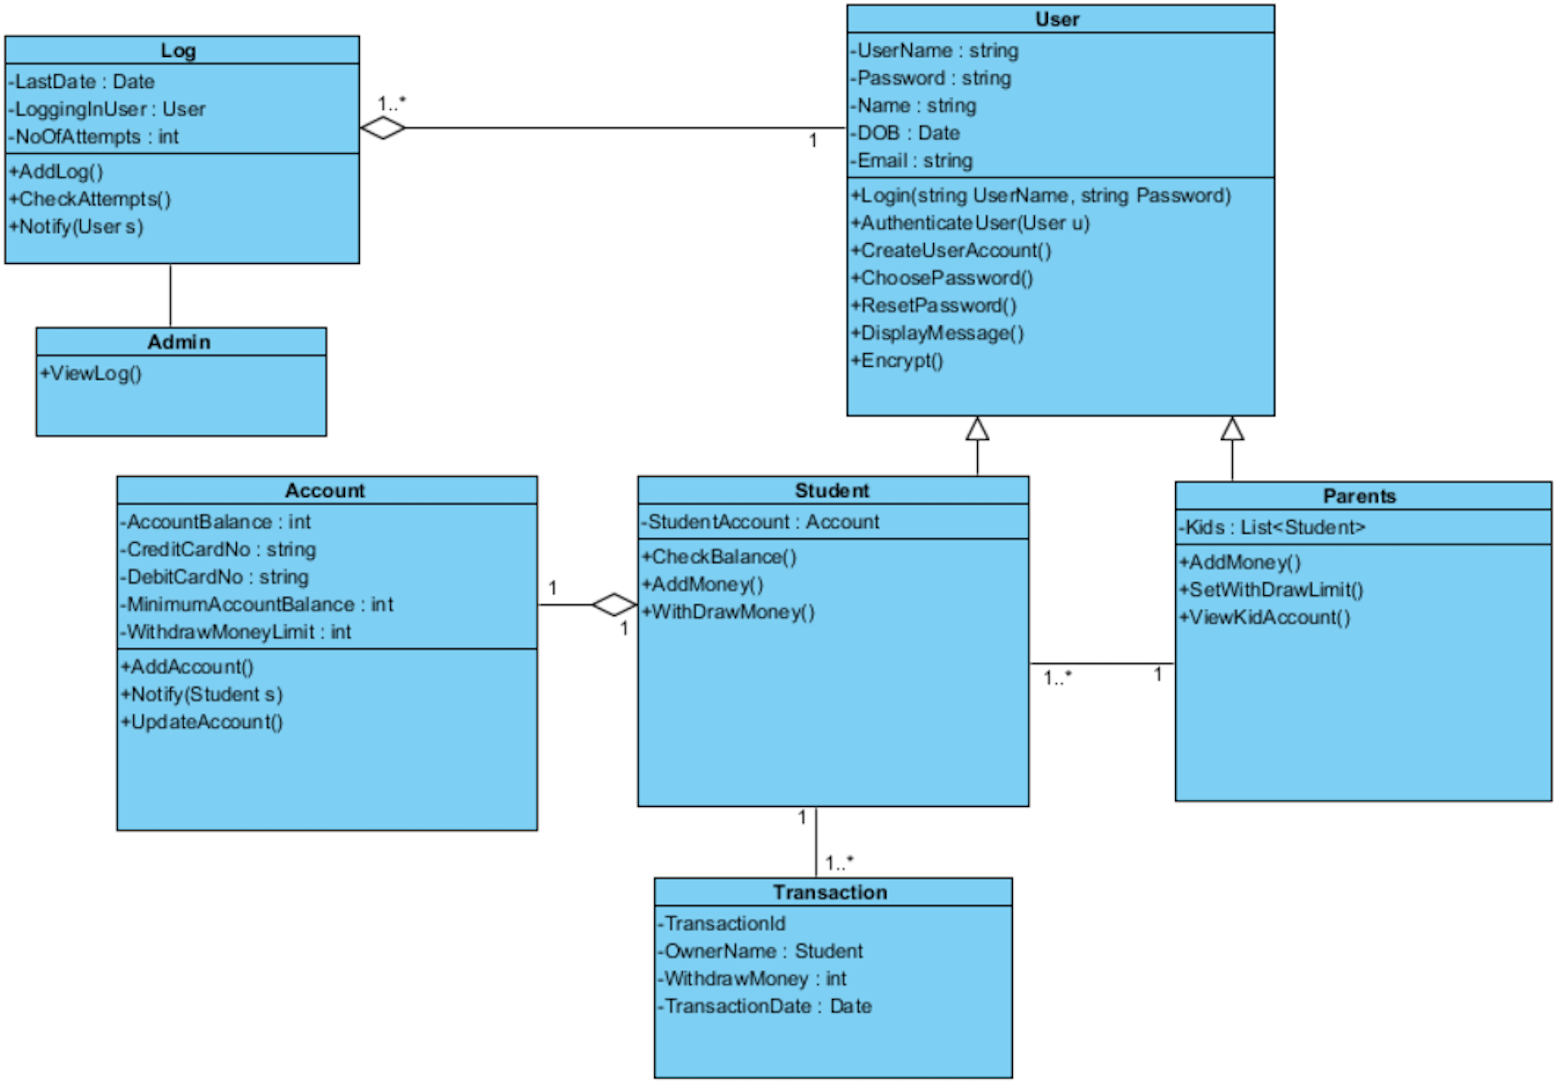 Log
-LastDate : Date
-LoggingInUser : User
-NoOfAttempts : int
+AddLog()
+CheckAttempts()
+Notify(User s)
1..*
1
User
-UserName : string
-Password : string
-Name : string
-DOB : Date
-Email : string
+Login(string UserName, string Password)
+AuthenticateUser(User u)
+CreateUserAccount()
+ChoosePassword()
+ResetPassword()
+DisplayMessage()
+Encrypt()
Admin
+ViewLog()
Account
-AccountBalance : int
-CreditCardNo : string
-DebitCardNo : string
-MinimumAccountBalance : int
-WithdrawMoneyLimit : int
+AddAccount()
+Notify(Student s)
+UpdateAccount()
1
1
Student
-StudentAccount : Account
+CheckBalance()
+AddMoney()
+WithDrawMoney()
1..*
1
Parents
-Kids : List<Student>
+AddMoney()
+SetWithDrawLimit()
+ViewKidAccount()
1
1..*
Transaction
-TransactionId
-OwnerName : Student
-WithdrawMoney : int
-TransactionDate : Date